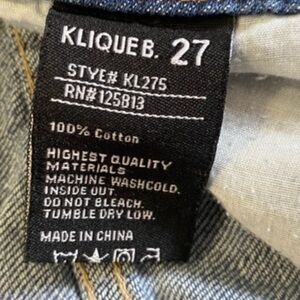 KLIQUE B. 27
STYE# KL275
RN#125813
100% Cotton
HIGHEST QUALITY
MATERIALS
MACHINE WASHCOLD.
INSIDE OUT.
DO NOT BLEACH.
TUMBLE DRY LOW.
MADE IN CHINA